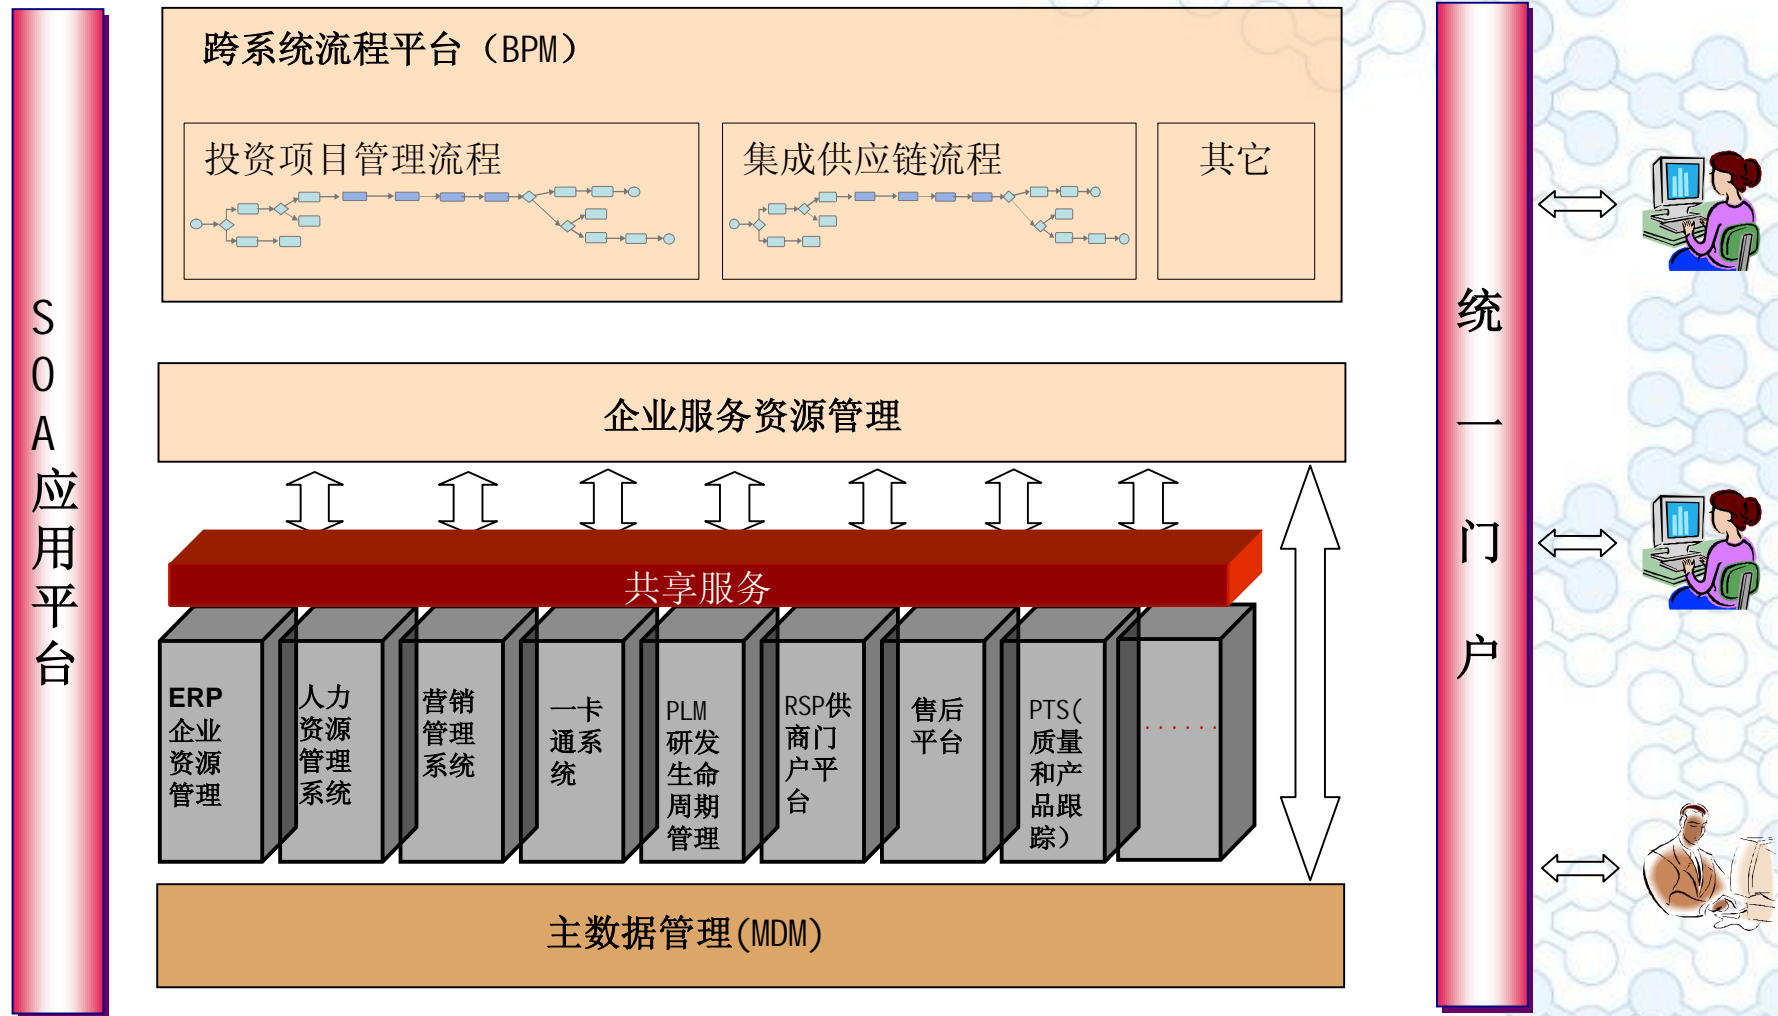 S
O
A
应
用
平
台
跨系统流程平台（BPM）
投资项目管理流程
集成供应链流程
其它
企业服务资源管理
共享服务
ERP
企业
资源
管理
人力
资源
管理
系统
营销
管理
系统
一卡
通系
统
PLM
研发
生命
周期
管理
RSP供
商门
户平
台
售后
平台
PTS(
质量
和产
品跟
踪）
......
主数据管理(MDM)
统
一
门
户